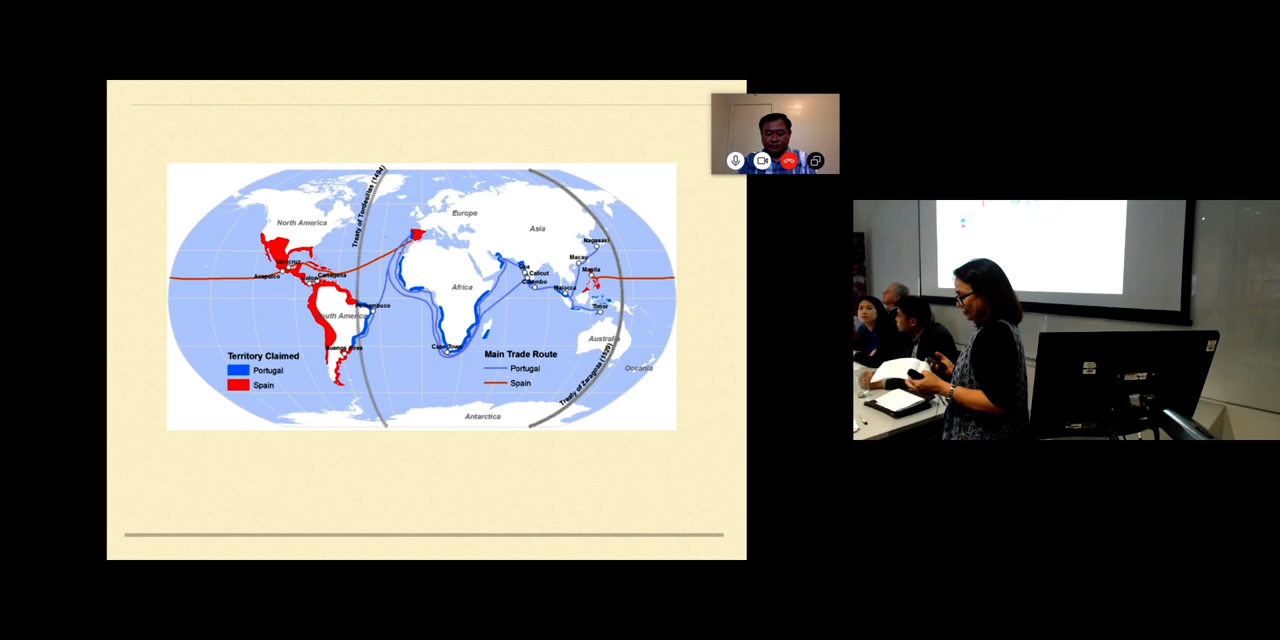 Treaty of Tordesillas (1494)
North America
Europe
Asia
Nagasaki
Macau
Veracruz
Acapulco
Cartagena
Goa
Calicut
Manila
Colombo
Africa
Malacca
Pernambuco
South America
Timor
Buenos Aires
Cape Town
Australia
Territory Claimed
Portugal
Spain
Main Trade Route
Portugal
Spain
Oceania
Treaty of Zaragoza (1529)
Antarctica